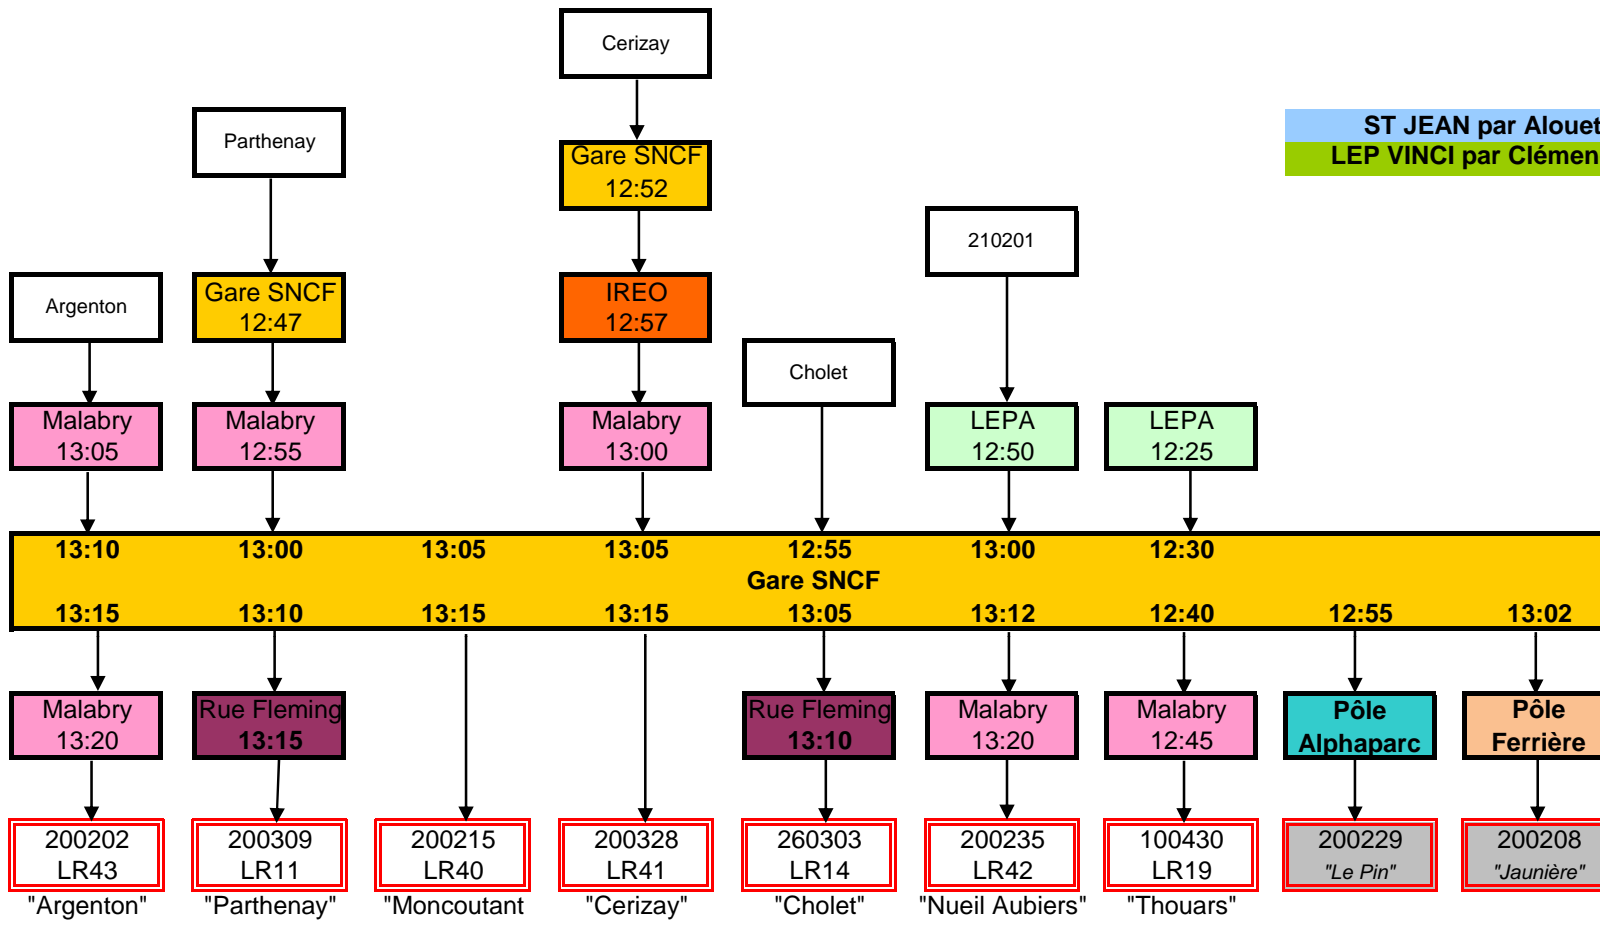 Cerizay
Parthenay
ST JEAN par Alouet
LEP VINCI par Clémen
Gare SNCF
12:52
210201
Argenton
Gare SNCF
12:47
IREO
12:57
Cholet
Malabry
13:05
Malabry
12:55
Malabry
13:00
LEPA
12:50
LEPA
12:25
13:10 13:00 13:05 13:05 12:55 13:00 12:30
Gare SNCF
13:15 13:10 13:15 13:15 13:05 13:12 12:40 12:55 13:02
Malabry
13:20
Rue Fleming
13:15
Rue Fleming
13:10
Malabry
13:20
Malabry
12:45
Pôle
Alphaparc
Pôle
Ferrière
200202
LR43
"Argenton"
200309
LR11
"Parthenay"
200215
LR40
"Moncoutant
200328
LR41
"Cerizay"
260303
LR14
"Cholet"
200235
LR42
"Nueil Aubiers"
100430
LR19
"Thouars"
200229
"Le Pin"
200208
"Jaunière"